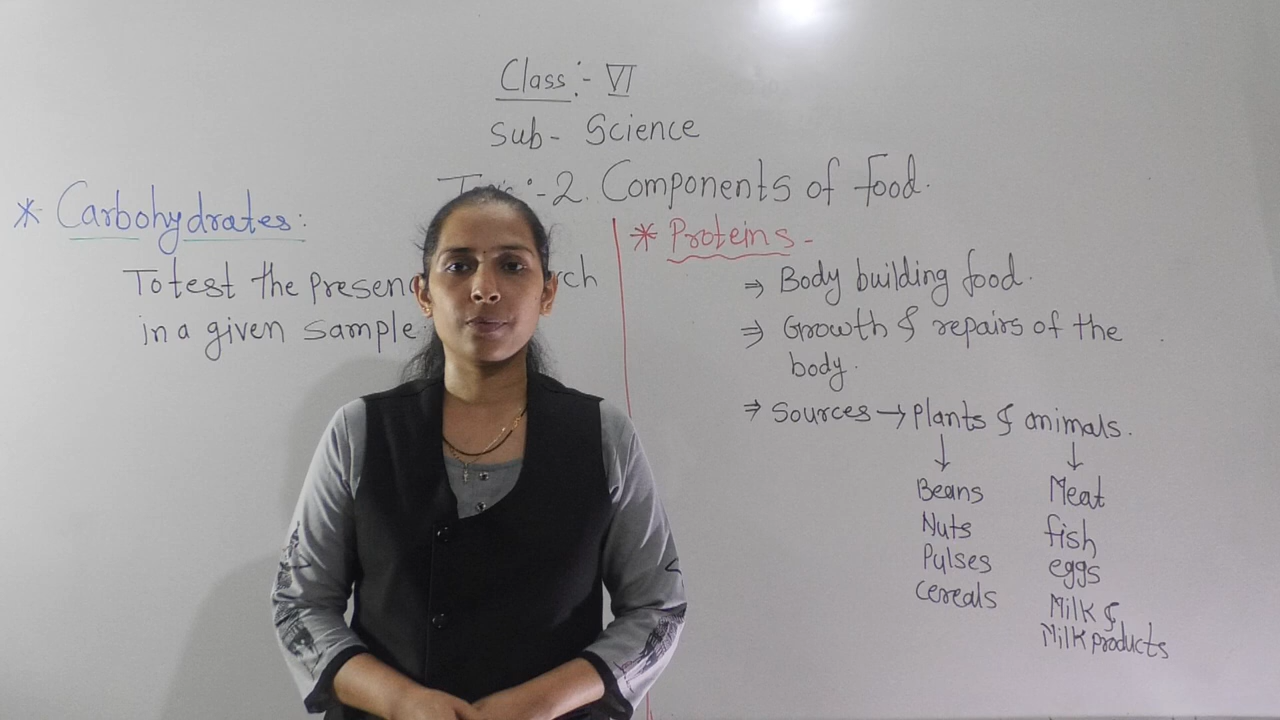 Class:- VI
Sub- Science
:-2. Components of food.
* Carbohydrates:
To test the
in a given sample
* Proteins-
⇒ Body building food.
⇒ Growth & repairs of the
body.
⇒ Sources → Plants & animals.
↓ ↓
Beans Meat
Nuts fish
Pulses eggs
cereals Milk &
Milk products